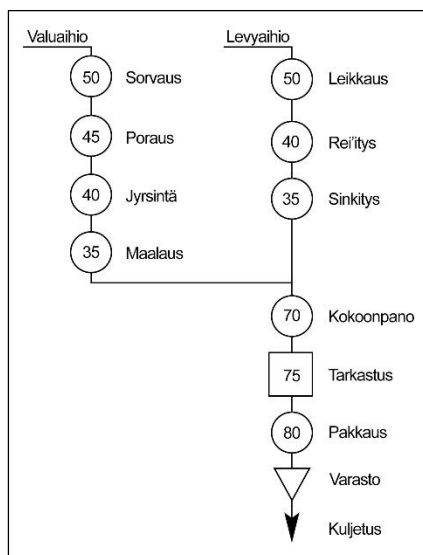 Valuaihio
50 Sorvaus
45 Poraus
40 Jyrsintä
35 Maalaus
Levyaihio
50 Leikkaus
40 Rei'itys
35 Sinkitys
70 Kokoonpano
75 Tarkastus
80 Pakkaus
Varasto
Kuljetus